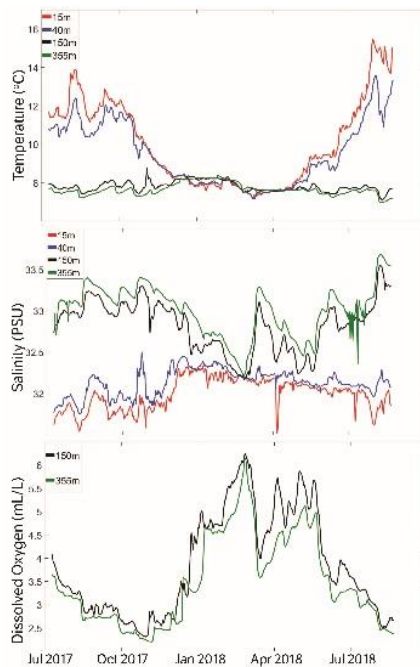 15m
40m
150m
355m
16
14
12
10
8
Temperature (ºC)
15m
40m
150m
355m
33.5
33
32.5
32
Salinity (PSU)
150m
355m
6
5.5
5
4.5
4
3.5
3
2.5
Dissolved Oxygen (mL/L)
Jul 2017 Oct 2017 Jan 2018 Apr 2018 Jul 2018